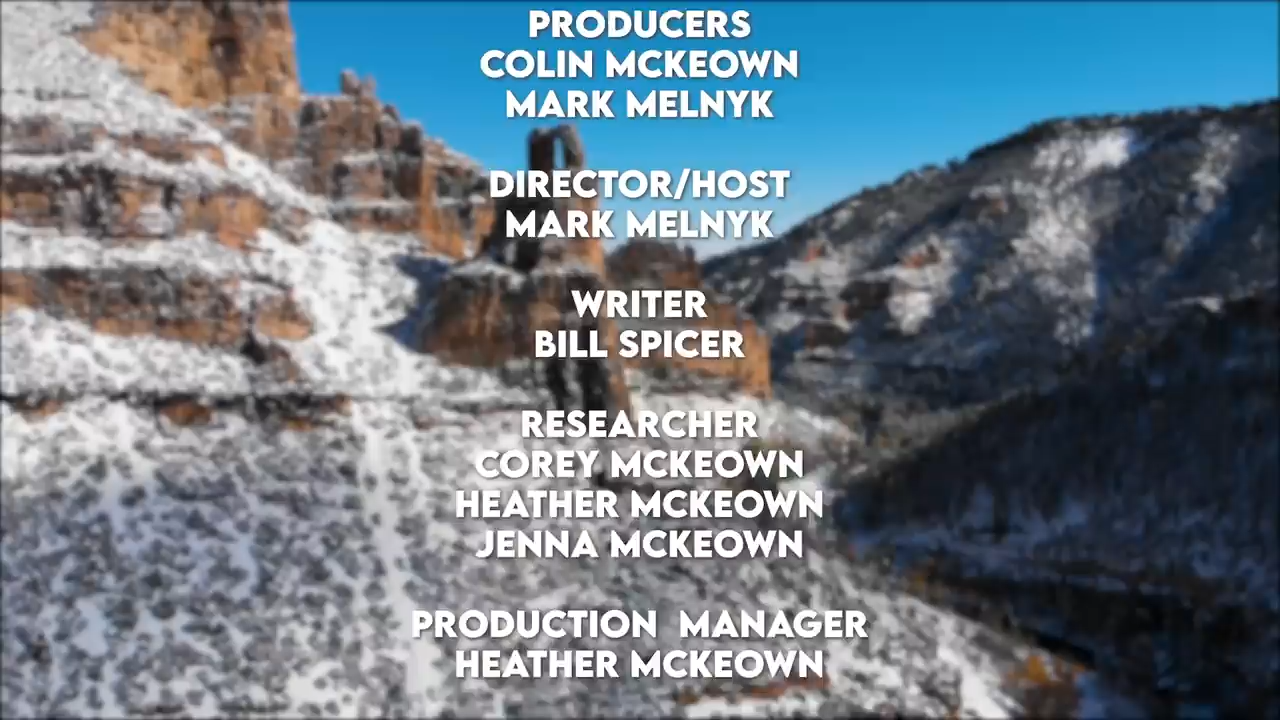 PRODUCERS
COLIN MCKEOWN
MARK MELNYK
DIRECTOR/HOST
MARK MELNYK
WRITER
BILL SPICER
RESEARCHER
COREY MCKEOWN
HEATHER MCKEOWN
JENNA MCKEOWN
PRODUCTION MANAGER
HEATHER MCKEOWN